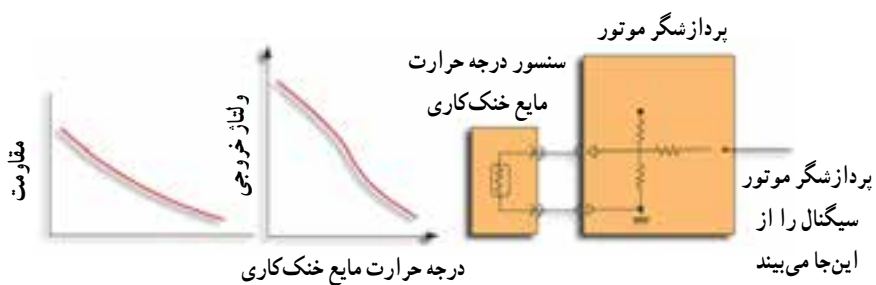 پردازشگر موتور
سنسور درجه حرارت
مایع خنک‌کاری
ولتاژ خروجی
مقاومت
پردازشگر موتور
سیگنال را از
این‌جا می‌بیند
درجه حرارت مایع خنک‌کاری